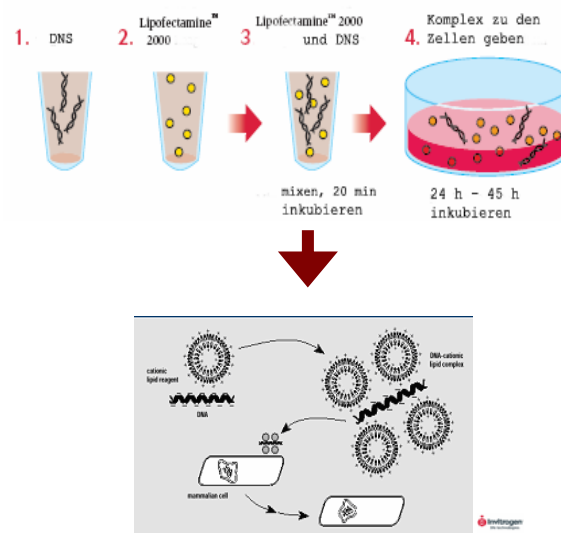 1. DNS
2. Lipofectamine™
2000
3 Lipofectamine™ 2000
und DNS
4. Komplex zu den
Zellen geben
mixen, 20 min
inkubieren
24 h – 45 h
inkubieren
cationic
lipid reagent
DNA
DNA-cationic
lipid complex
mammalian cell
invitrogen